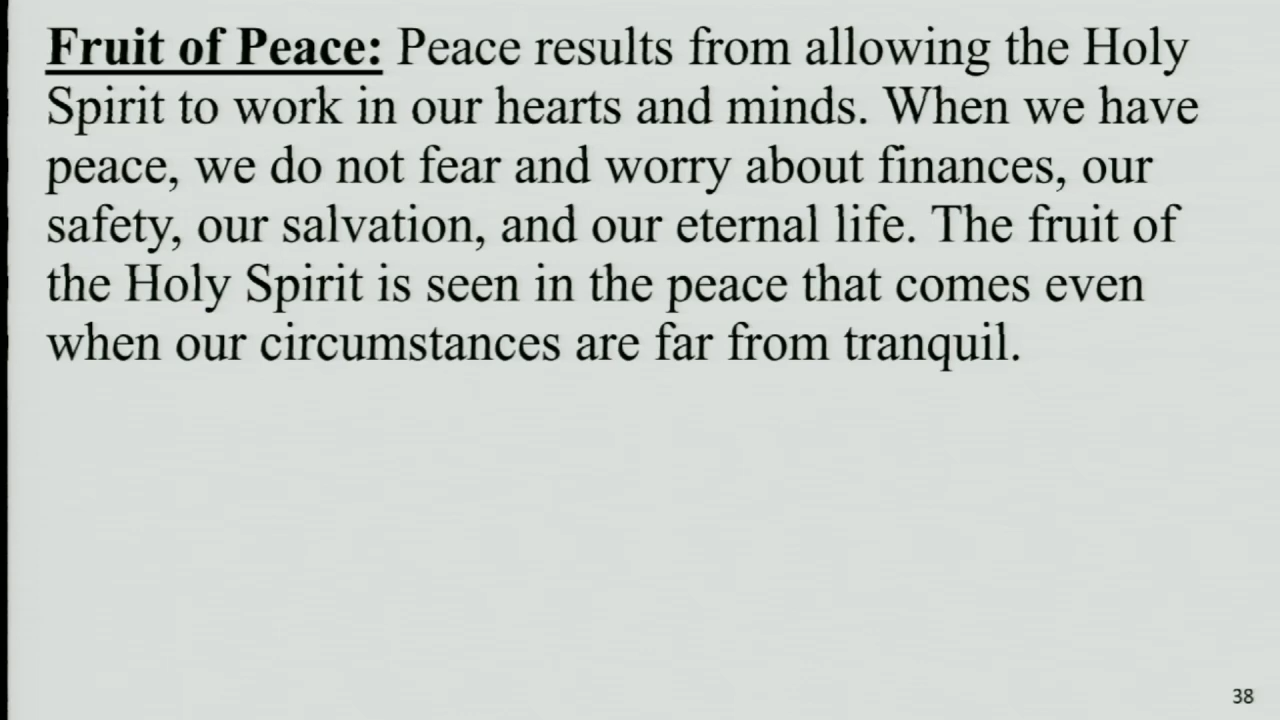 Fruit of Peace: Peace results from allowing the Holy
Spirit to work in our hearts and minds. When we have
peace, we do not fear and worry about finances, our
safety, our salvation, and our eternal life. The fruit of
the Holy Spirit is seen in the peace that comes even
when our circumstances are far from tranquil.
38